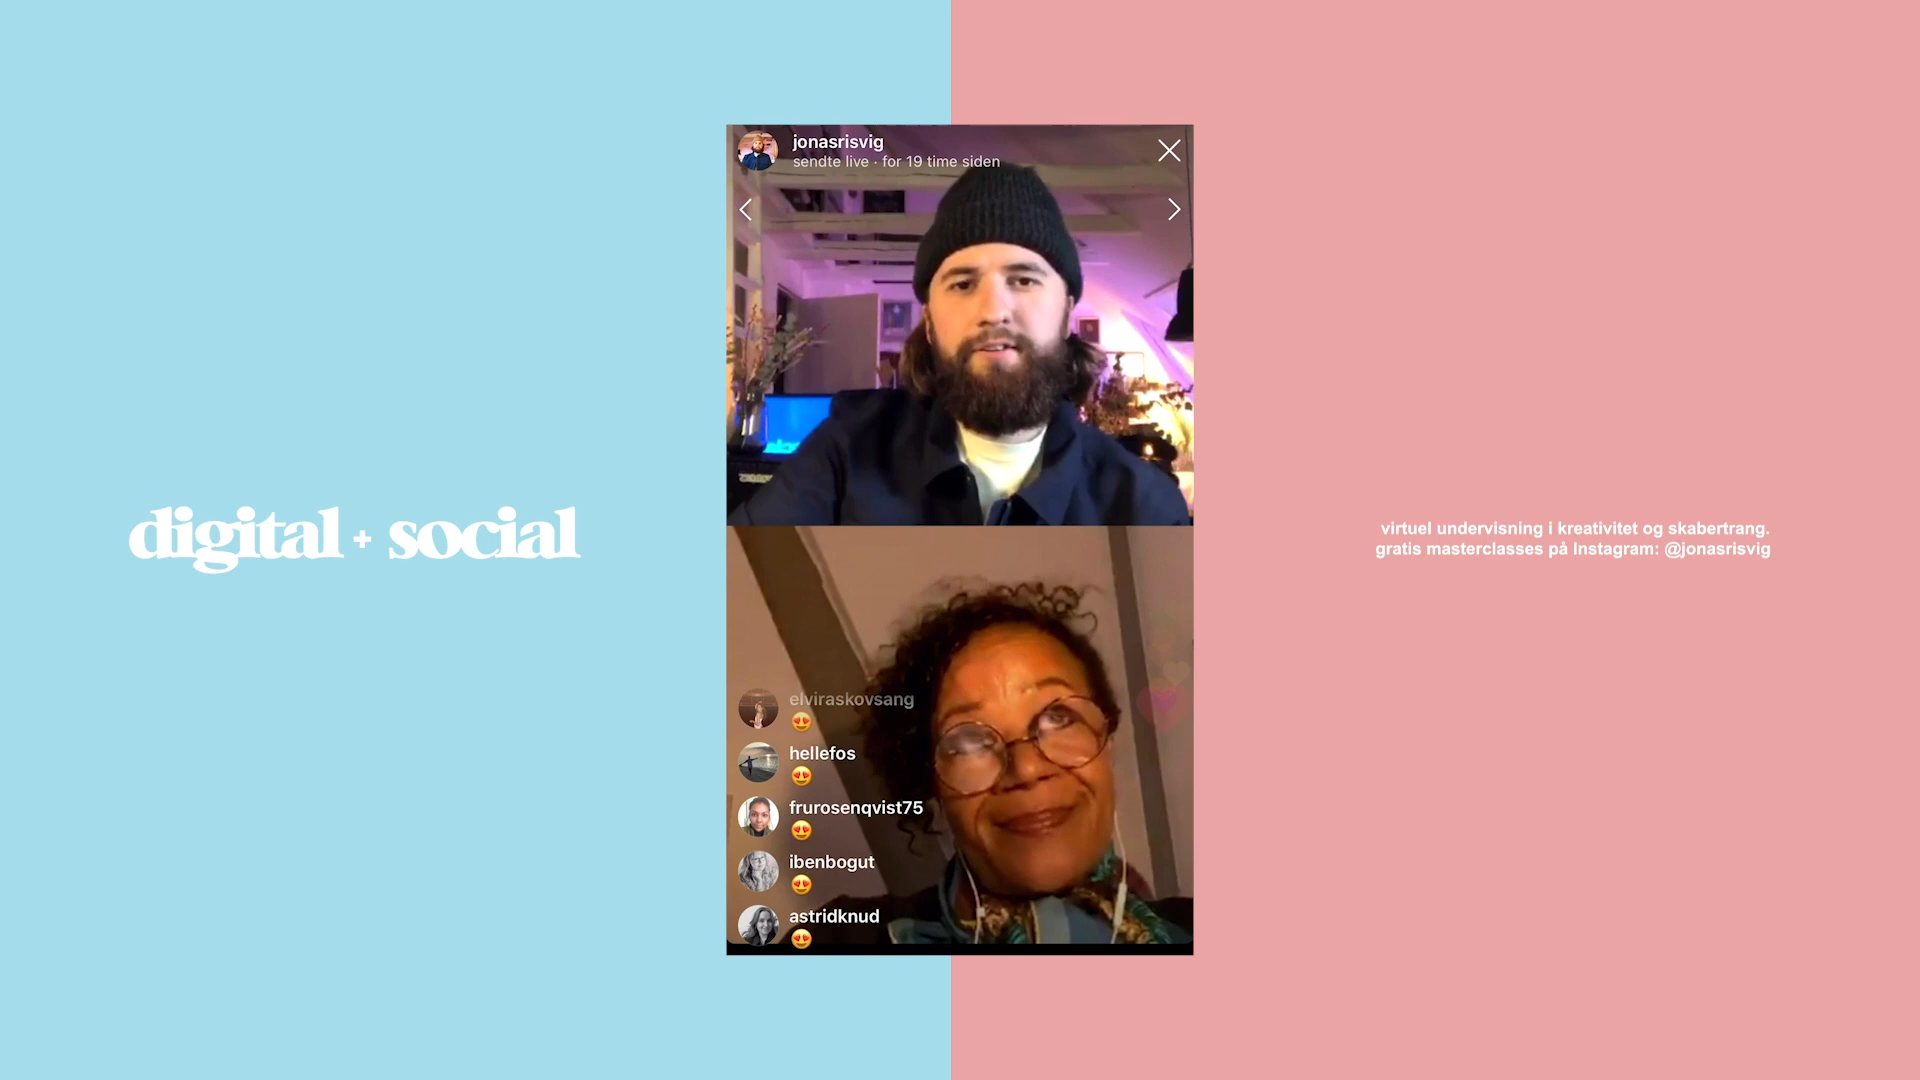 jonasrisvig
sendte live · for 19 time siden
digital + social
virtuel undervisning i kreativitet og skabertrang.
gratis masterclasses på Instagram: @jonasrisvig
elviraskovsang
😍
hellefos
😍
frurosenqvist75
😍
ibenbogut
😍
astridknud
😍